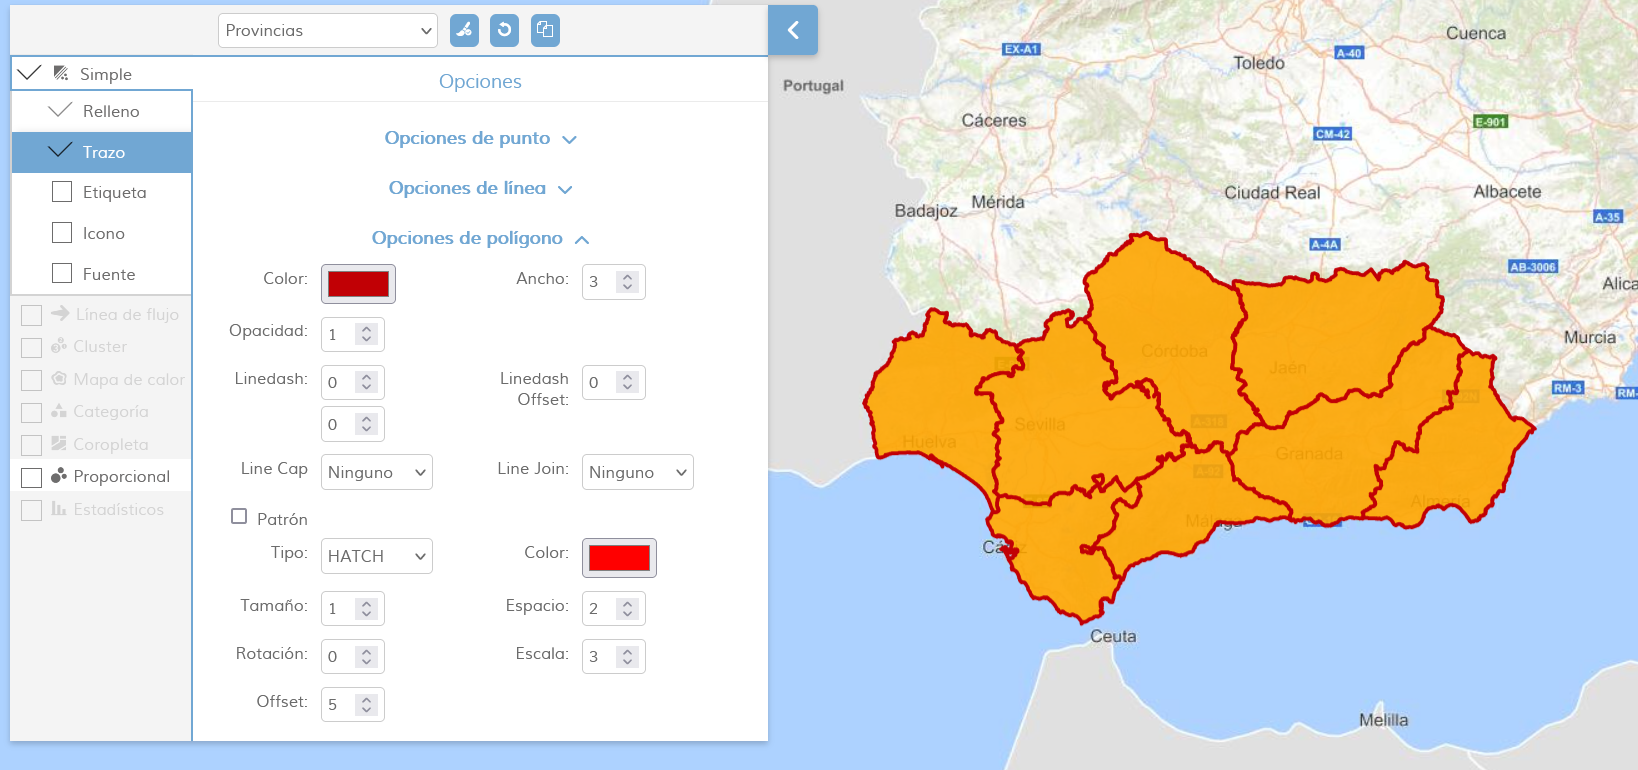 Provincias
Simple
Opciones
Relleno
Trazo
Etiqueta
Icono
Fuente
Línea de flujo
Cluster
Mapa de calor
Categoría
Coropleta
Proporcional
Estadísticos
Opciones de punto
Opciones de línea
Opciones de polígono
Color:
Ancho: 3
Opacidad: 1
Linedash: 0
Linedash Offset: 0
0
Line Cap Ninguno
Line Join: Ninguno
Patrón
Tipo: HATCH
Color:
Tamaño: 1
Espacio: 2
Rotación: 0
Escala: 3
Offset: 5
Cuenca
EX-A1
A-40
Toledo
Portugal
Cáceres
E-901
CM-42
Ciudad Real
Albacete
Mérida
Badajoz
A-35
A-4A
AB-3006
Alica
Murcia
Córdoba
Jaén
RM-3
RM-
Sevilla
A-318
Huelva
Granada
A-92
Almería
Málaga
Cádiz
Ceuta
Melilla